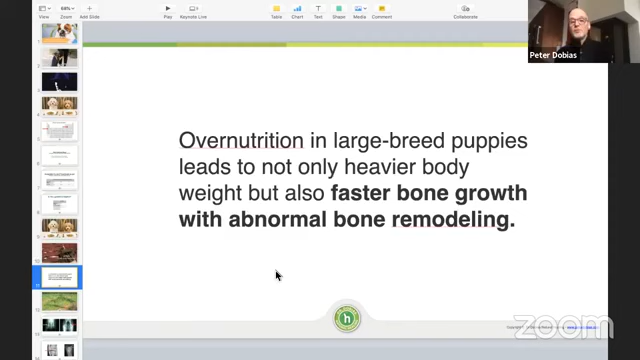 View Zoom Add Slide
Play Keynote Live
Table Chart Text Shape Media Comment
Collaborate
Peter Dobias
Overnutrition in large-breed puppies
leads to not only heavier body
weight but also faster bone growth
with abnormal bone remodeling.
h
zoom